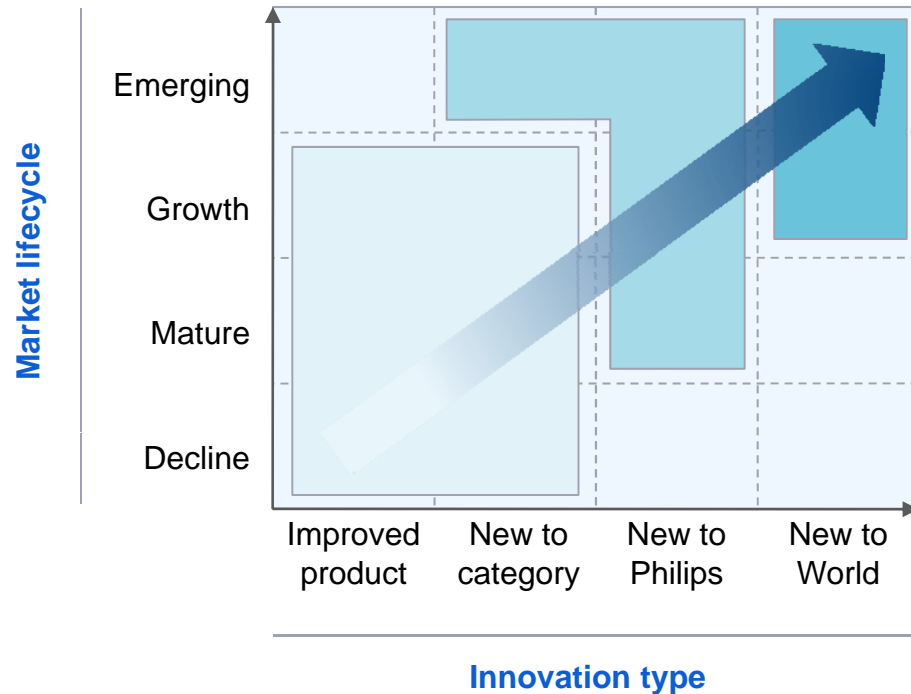 Market lifecycle
Emerging
Growth
Mature
Decline
Improved
product
New to
category
New to
Philips
New to
World
Innovation type